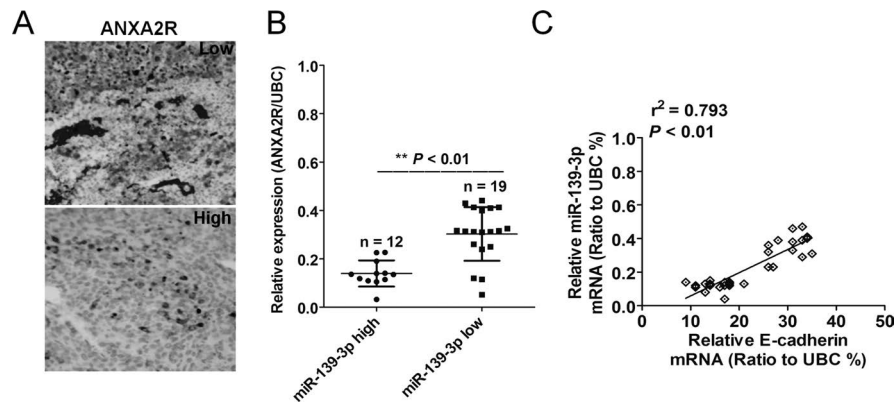 A
ANXA2R
Low
High
B
Relative expression (ANXA2R/UBC)
1.0
0.8
0.6
0.4
0.2
0.0
** P < 0.01
n = 12
n = 19
miR-139-3p high
miR-139-3p low
C
r² = 0.793
P < 0.01
Relative miR-139-3p
mRNA (Ratio to UBC %)
1.0
0.8
0.6
0.4
0.2
0.0
0
10
20
30
40
50
Relative E-cadherin
mRNA (Ratio to UBC %)